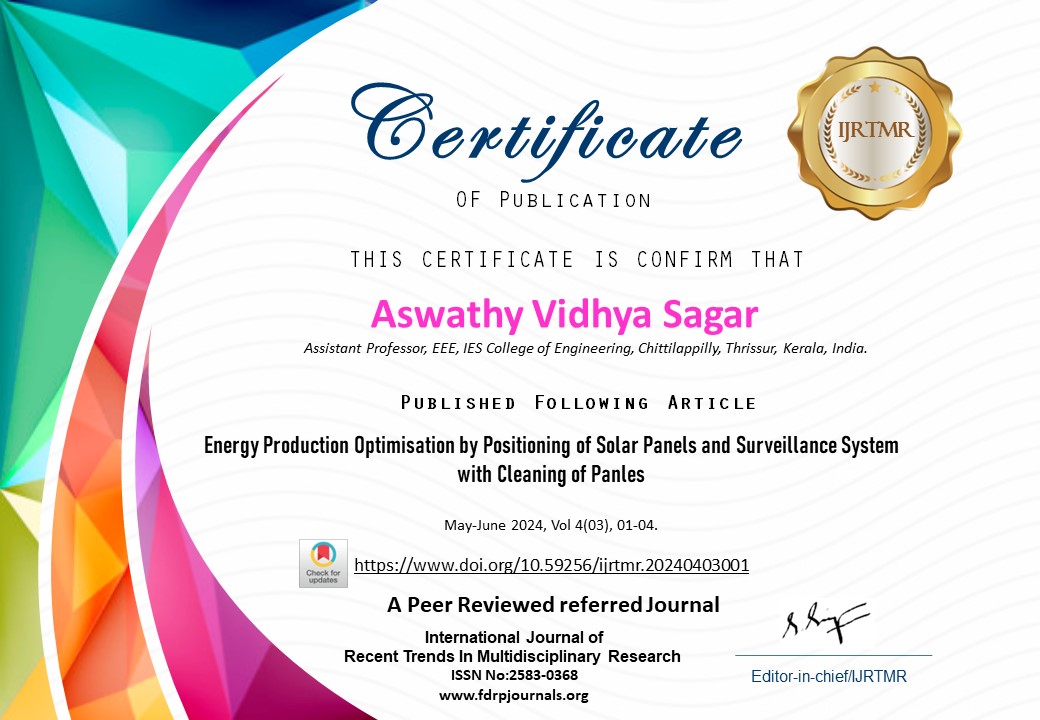 Certificate
OF PUBLICATION
IJRTMR
THIS CERTIFICATE IS CONFIRM THAT
Aswathy Vidhya Sagar
Assistant Professor, EEE, IES College of Engineering, Chittilappilly, Thrissur, Kerala, India.
PUBLISHED FOLLOWING ARTICLE
Energy Production Optimisation by Positioning of Solar Panels and Surveillance System
with Cleaning of Panles
May-June 2024, Vol 4(03), 01-04.
Check for
updates
https://www.doi.org/10.59256/ijrtmr.20240403001
A Peer Reviewed referred Journal
International Journal of
Recent Trends In Multidisciplinary Research
ISSN No:2583-0368
www.fdrpjournals.org
Editor-in-chief/IJRTMR